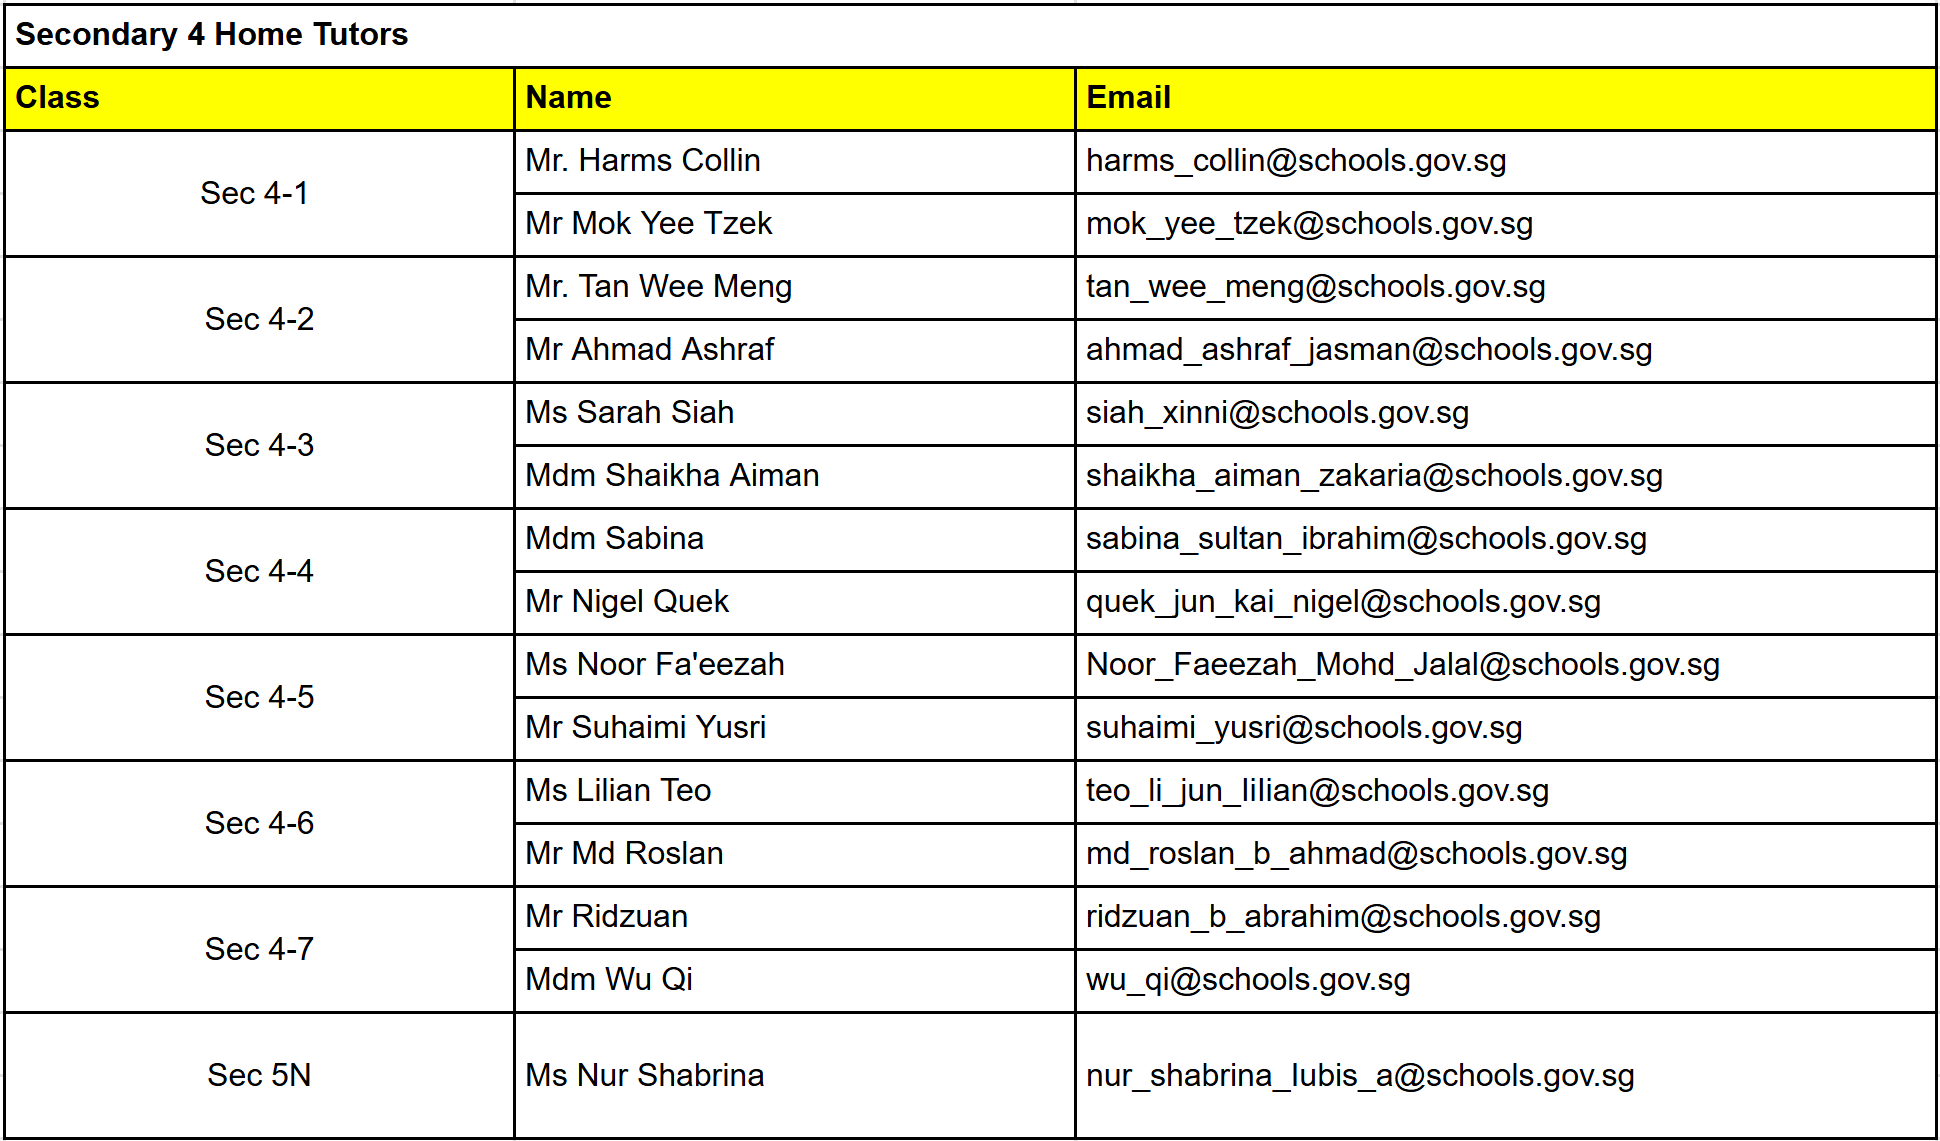 Secondary 4 Home Tutors
Class Name Email
Sec 4-1
Mr. Harms Collin harms_collin@schools.gov.sg
Mr Mok Yee Tzek mok_yee_tzek@schools.gov.sg
Sec 4-2
Mr. Tan Wee Meng tan_wee_meng@schools.gov.sg
Mr Ahmad Ashraf ahmad_ashraf_jasman@schools.gov.sg
Sec 4-3
Ms Sarah Siah siah_xinni@schools.gov.sg
Mdm Shaikha Aiman shaikha_aiman_zakaria@schools.gov.sg
Sec 4-4
Mdm Sabina sabina_sultan_ibrahim@schools.gov.sg
Mr Nigel Quek quek_jun_kai_nigel@schools.gov.sg
Sec 4-5
Ms Noor Fa'eezah Noor_Faeezah_Mohd_Jalal@schools.gov.sg
Mr Suhaimi Yusri suhaimi_yusri@schools.gov.sg
Sec 4-6
Ms Lilian Teo teo_li_jun_lilian@schools.gov.sg
Mr Md Roslan md_roslan_b_ahmad@schools.gov.sg
Sec 4-7
Mr Ridzuan ridzuan_b_abrahim@schools.gov.sg
Mdm Wu Qi wu_qi@schools.gov.sg
Sec 5N Ms Nur Shabrina nur_shabrina_lubis_a@schools.gov.sg